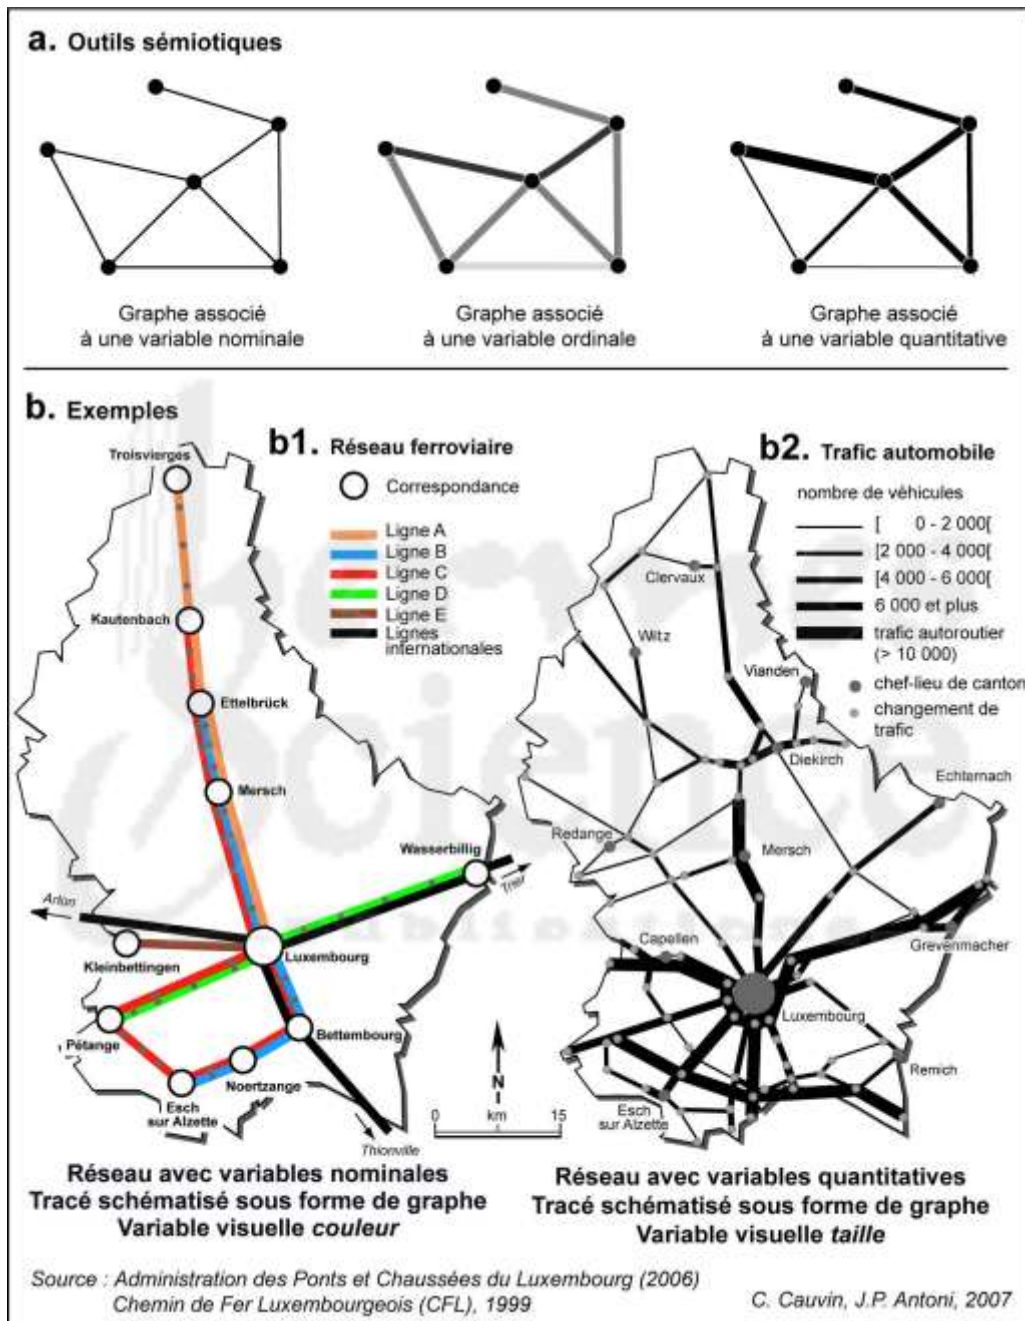 a. Outils sémiotiques
Graphe associé
à une variable nominale
Graphe associé
à une variable ordinale
Graphe associé
à une variable quantitative
b. Exemples
b1. Réseau ferroviaire
Correspondance
Ligne A
Ligne B
Ligne C
Ligne D
Ligne E
Lignes
internationales
Troisvierges
Kautenbach
Ettelbrück
Mersch
Wasserbillig
Trier
Arlon
Kleinbettingen
Luxembourg
Pétange
Bettembourg
Noertzange
Esch
sur Alzette
Thionville
N
0 km 15
b2. Trafic automobile
nombre de véhicules
[ 0 - 2 000[
[2 000 - 4 000[
[4 000 - 6 000[
6 000 et plus
trafic autoroutier
(> 10 000)
chef-lieu de canton
changement de
trafic
Clervaux
Wiltz
Vianden
Diekirch
Echternach
Redange
Mersch
Capellen
Grevenmacher
Luxembourg
Remich
Esch
sur Alzette
Réseau avec variables nominales
Tracé schématisé sous forme de graphe
Variable visuelle couleur
Réseau avec variables quantitatives
Tracé schématisé sous forme de graphe
Variable visuelle taille
Source : Administration des Ponts et Chaussées du Luxembourg (2006)
Chemin de Fer Luxembourgeois (CFL), 1999
C. Cauvin, J.P. Antoni, 2007